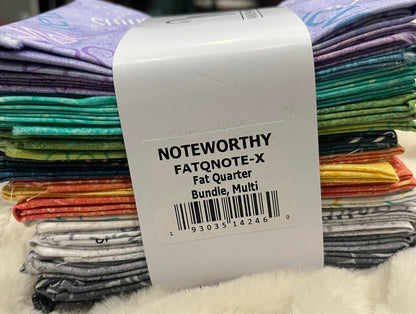 NOTEWORTHY
FATQNOTE-X
Fat Quarter
Bundle, Multi
1 93035 14246 0